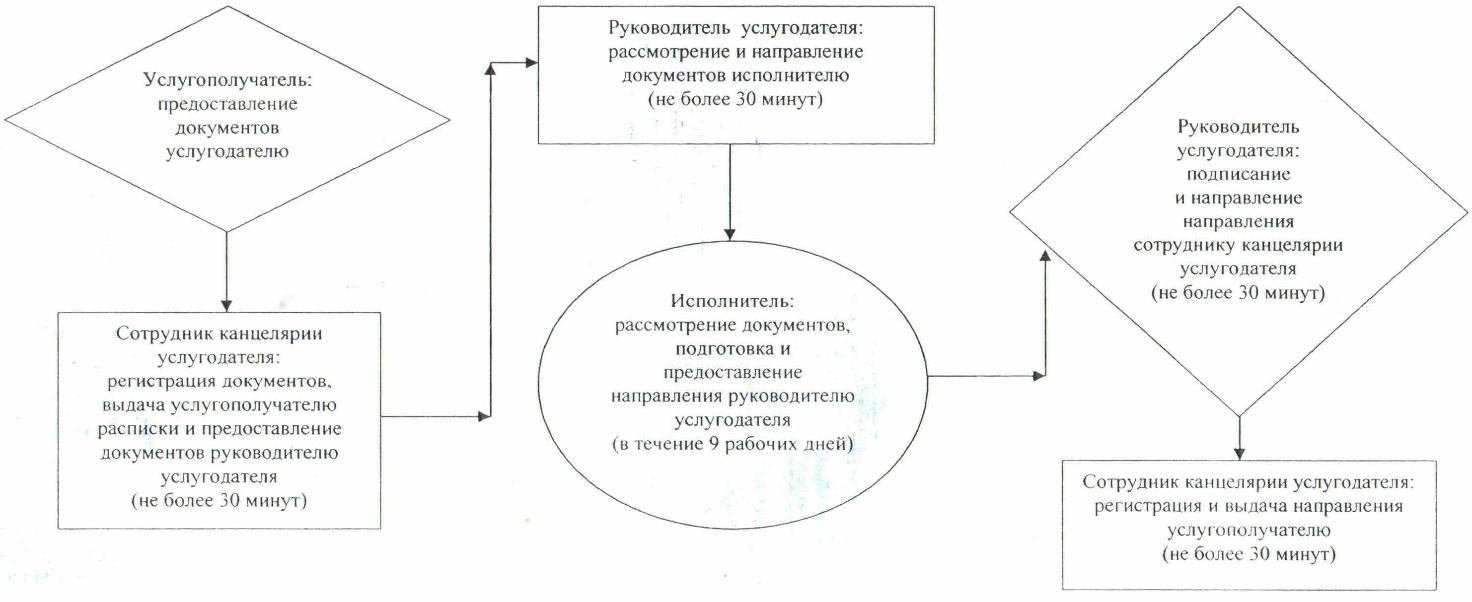 Услугополучатель:
предоставление
документов
услугодателю
Сотрудник канцелярии
услугодателя:
регистрация документов,
выдача услугополучателю
расписки и предоставление
документов руководителю
услугодателя
(не более 30 минут)
Руководитель услугодателя:
рассмотрение и направление
документов исполнителю
(не более 30 минут)
Исполнитель:
рассмотрение документов,
подготовка и
предоставление
направления руководителю
услугодателя
(в течение 9 рабочих дней)
Руководитель
услугодателя:
подписание
и направление
направления
сотруднику канцелярии
услугодателя
(не более 30 минут)
Сотрудник канцелярии услугодателя:
регистрация и выдача направления
услугополучателю
(не более 30 минут)